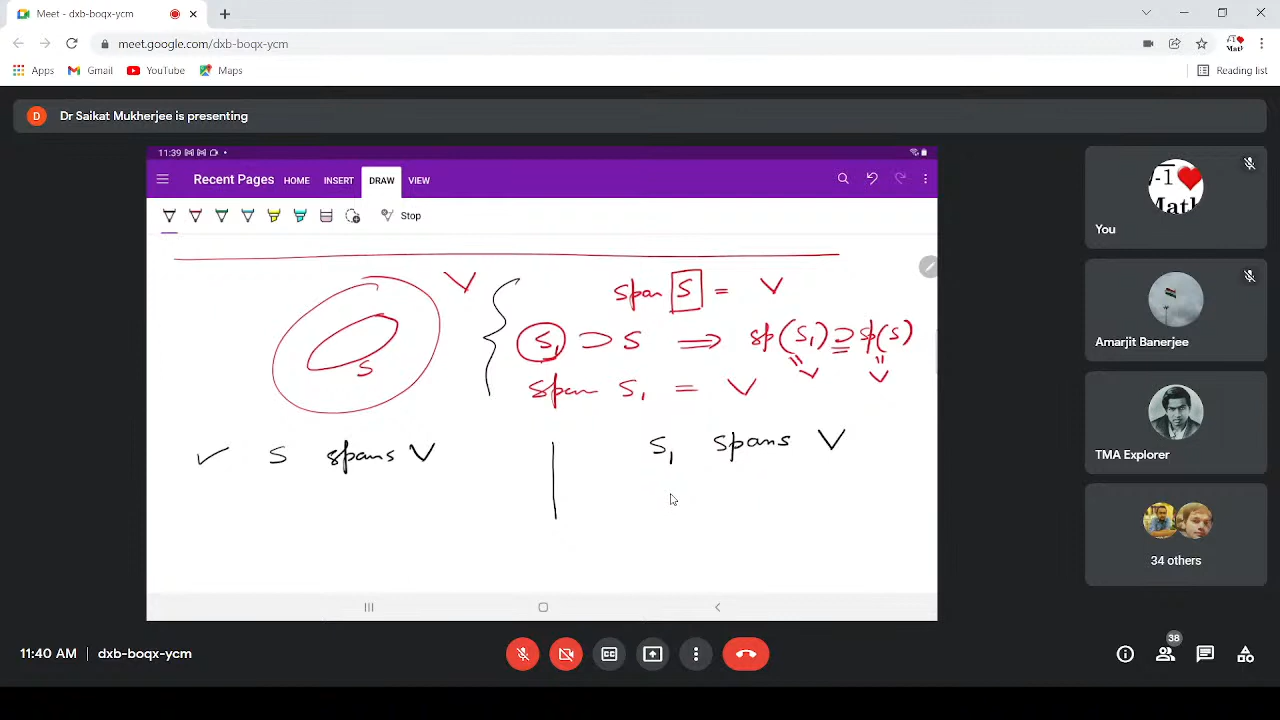 Meet - dxb-boqx-ycm
meet.google.com/dxb-boqx-ycm
Apps Gmail YouTube Maps
Reading list
D Dr Saikat Mukherjee is presenting
11:39
Recent Pages HOME INSERT DRAW VIEW
Stop
V
S
span S = V
S₁ ⊃ S ⟹ sp(S₁) ⊇ sp(S)
= V = V
span S₁ = V
✓ S spans V
S₁ spans V
√-1 ❤ Math
You
Amarjit Banerjee
TMA Explorer
34 others
11:40 AM | dxb-boqx-ycm
38